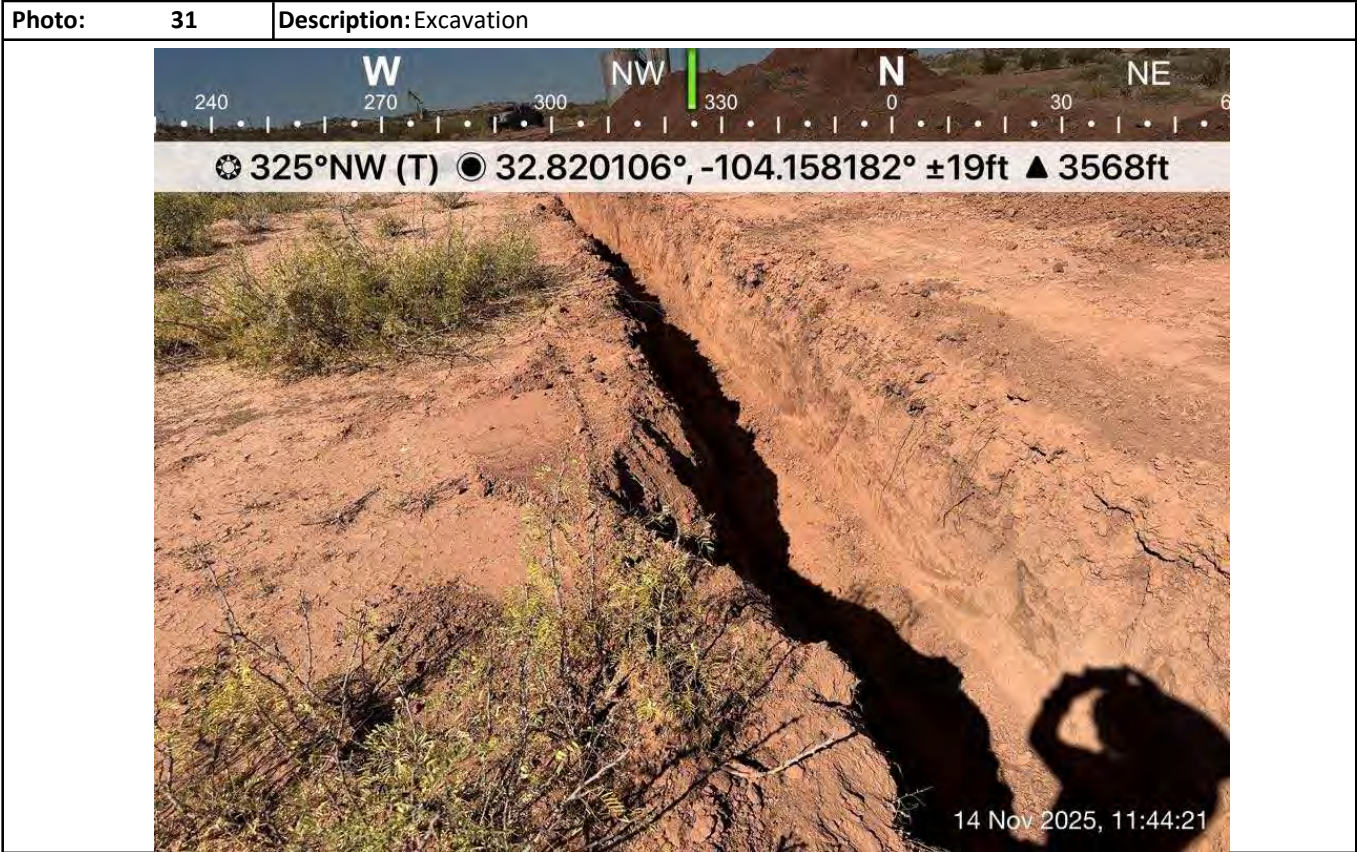 Photo: 31 Description: Excavation
W NW N NE
240 270 300 330 0 30 6
325°NW (T) 32.820106°, -104.158182° ±19ft ▲ 3568ft
14 Nov 2025, 11:44:21